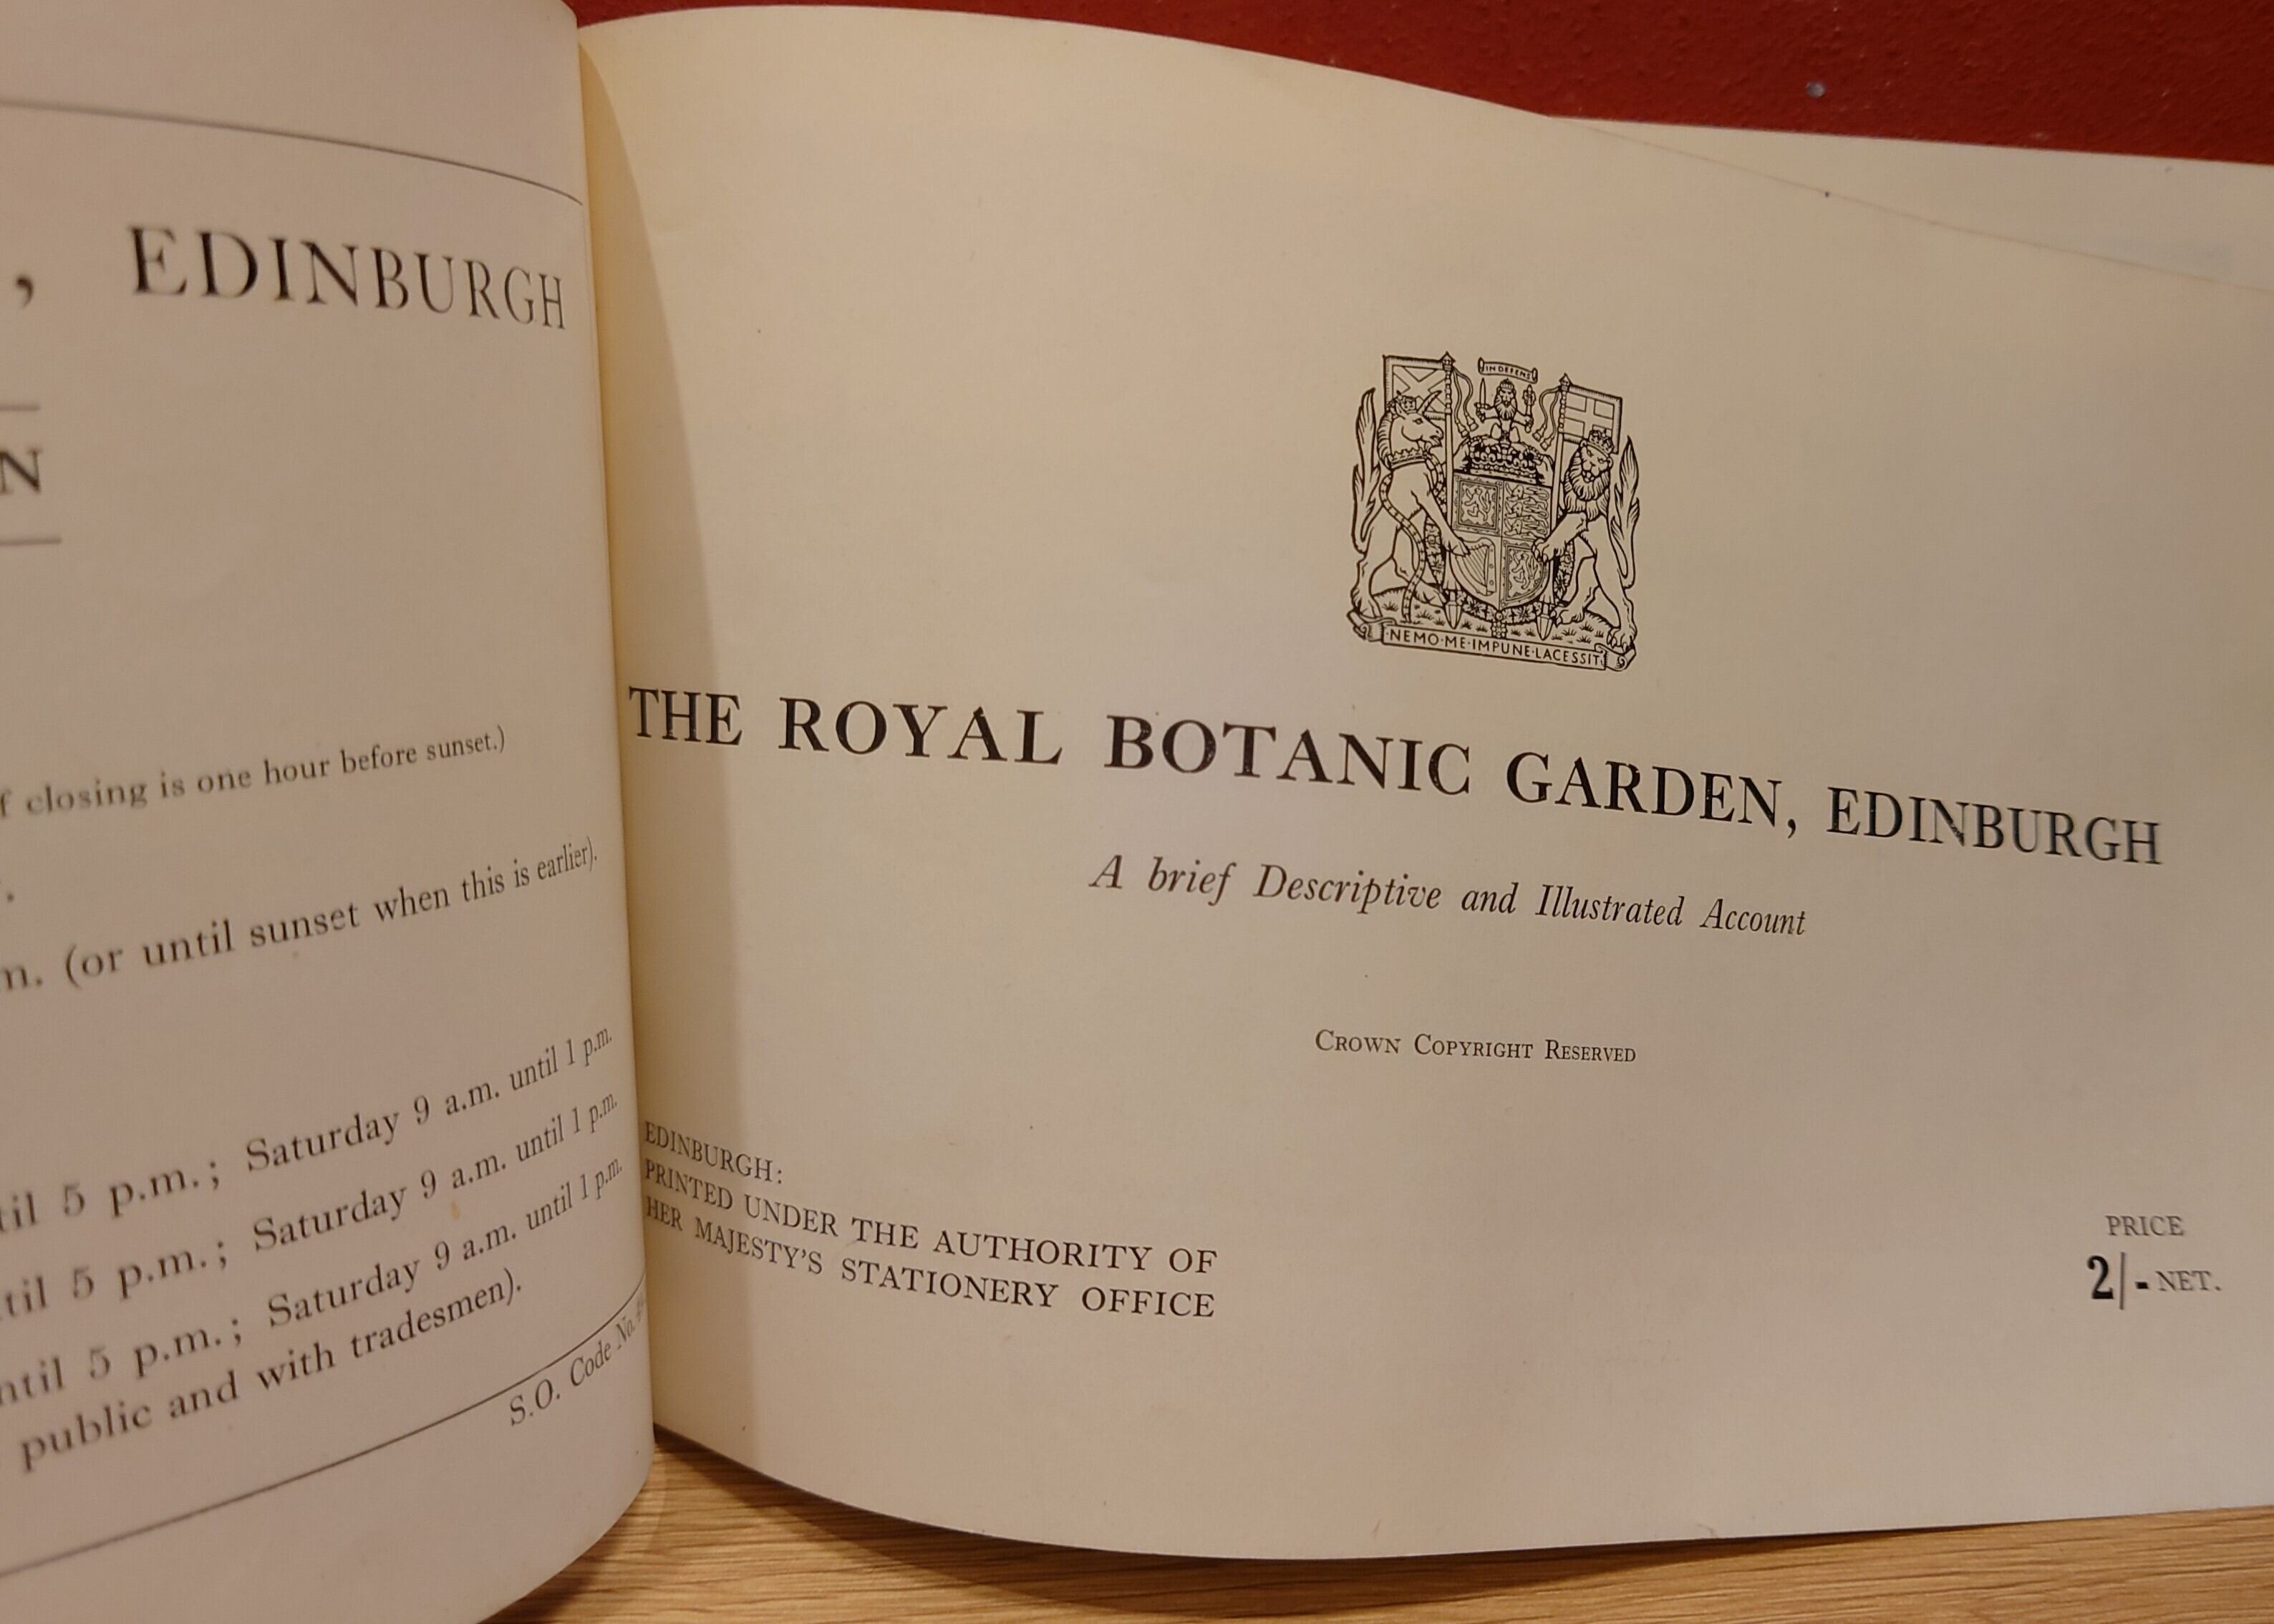 , EDINBURGH
N
f closing is one hour before sunset.)
m. (or until sunset when this is earlier).
til 5 p.m.; Saturday 9 a.m. until 1 p.m.
til 5 p.m.; Saturday 9 a.m. until 1 p.m.
ntil 5 p.m.; Saturday 9 a.m. until 1 p.m.
public and with tradesmen).
S.O. Code No.
IN DEFENS
NEMO·ME·IMPUNE·LACESSIT
THE ROYAL BOTANIC GARDEN, EDINBURGH
A brief Descriptive and Illustrated Account
CROWN COPYRIGHT RESERVED
EDINBURGH:
PRINTED UNDER THE AUTHORITY OF
HER MAJESTY'S STATIONERY OFFICE
PRICE
2/- NET.